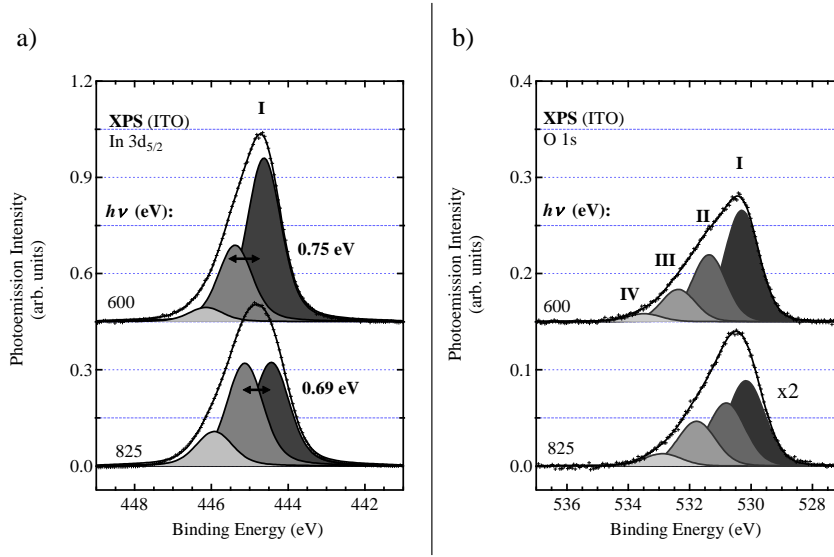 a)
1.2
0.9
0.6
0.3
0.0
Photoemission Intensity
(arb. units)
XPS (ITO)
In 3d5/2
I
hν (eV):
0.75 eV
600
0.69 eV
825
448
446
444
442
Binding Energy (eV)
b)
0.4
0.3
0.2
0.1
0.0
Photoemission Intensity
(arb. units)
XPS (ITO)
O 1s
I
hν (eV):
II
III
IV
600
x2
825
536
534
532
530
528
Binding Energy (eV)